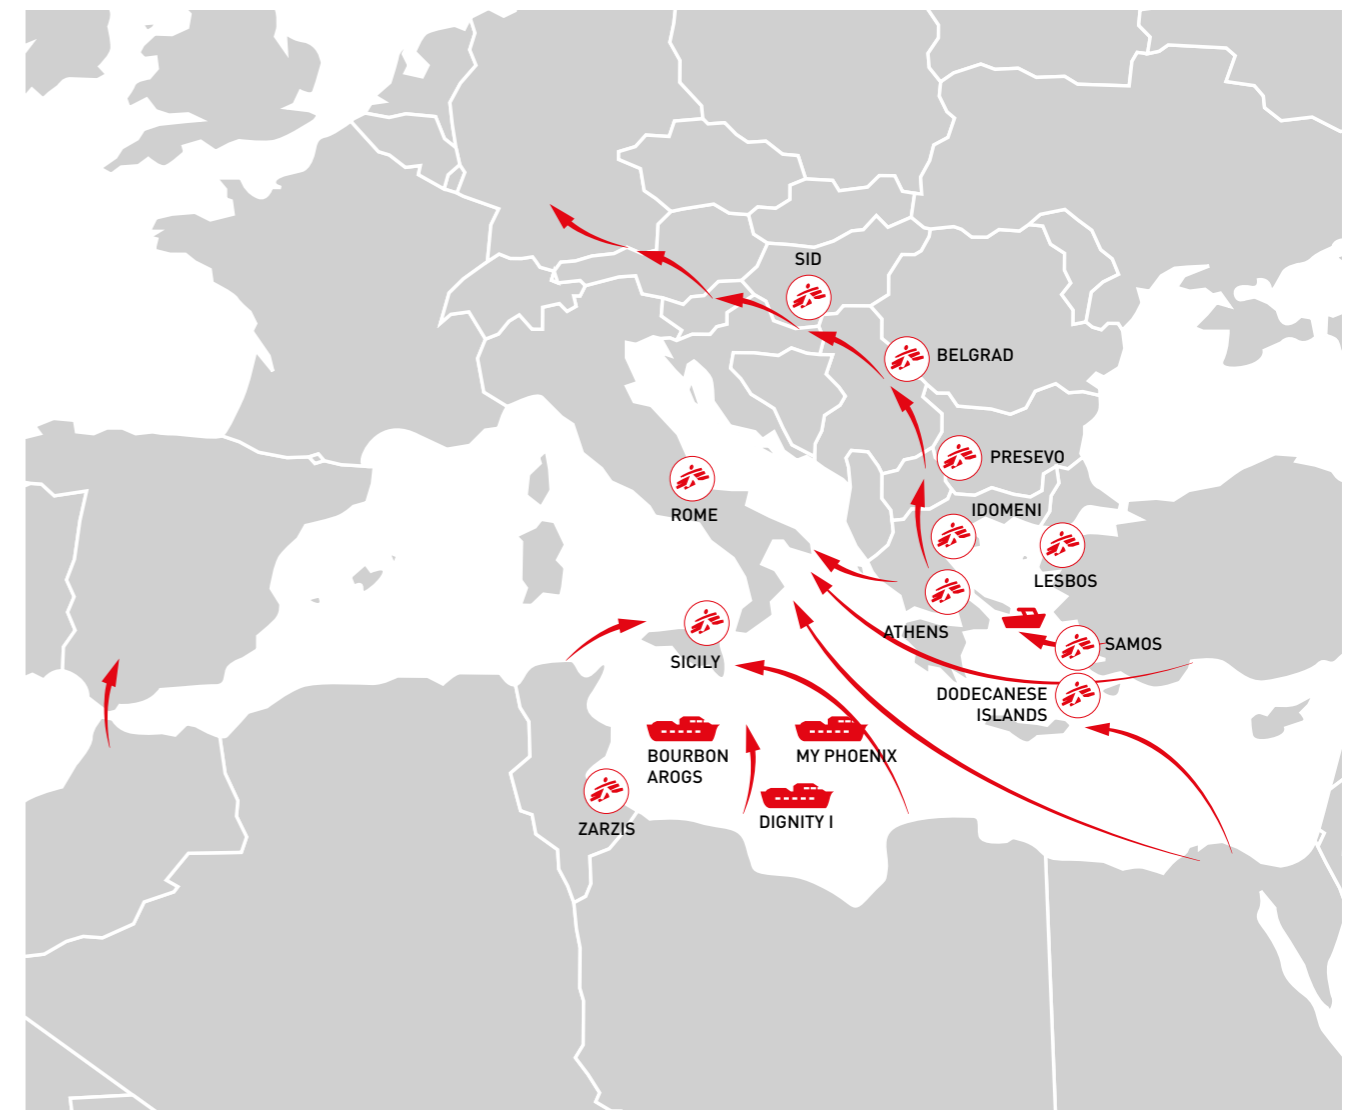 SID
BELGRAD
PRESEVO
IDOMENI
ROME
LESBOS
ATHENS
SAMOS
SICILY
DODECANESE
ISLANDS
BOURBON
AROGS
MY PHOENIX
DIGNITY I
ZARZIS